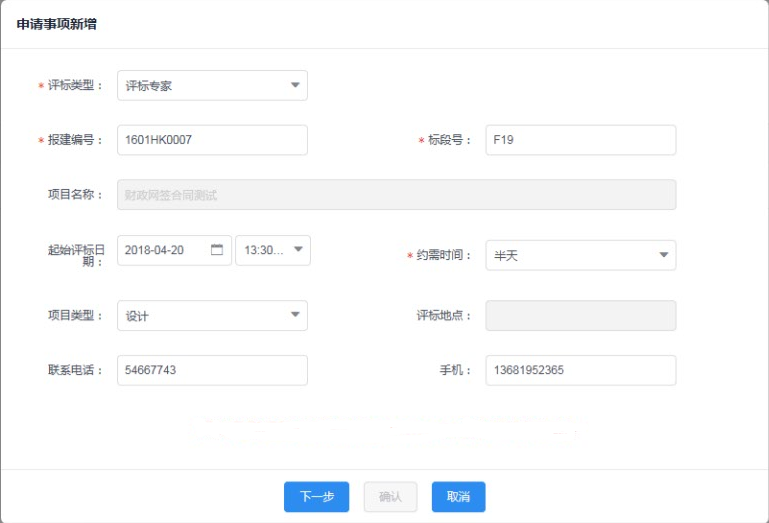 申请事项新增
* 评标类型： 评标专家
* 报建编号： 1601HK0007 * 标段号： F19
项目名称： 财政网签合同测试
起始评标日期： 2018-04-20 13:30... * 约需时间： 半天
项目类型： 设计 评标地点：
联系电话： 54667743 手机： 13681952365
下一步 确认 取消